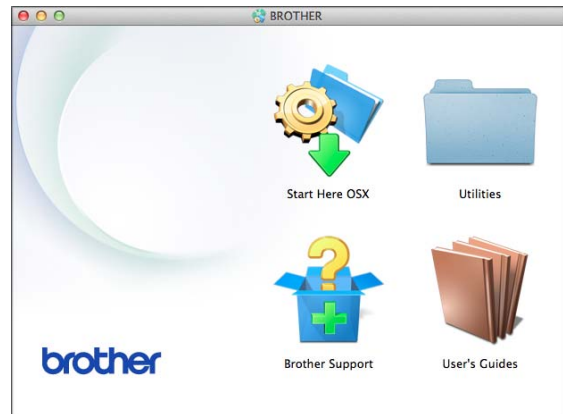 BROTHER
Start Here OSX
Utilities
Brother Support
User's Guides
brother